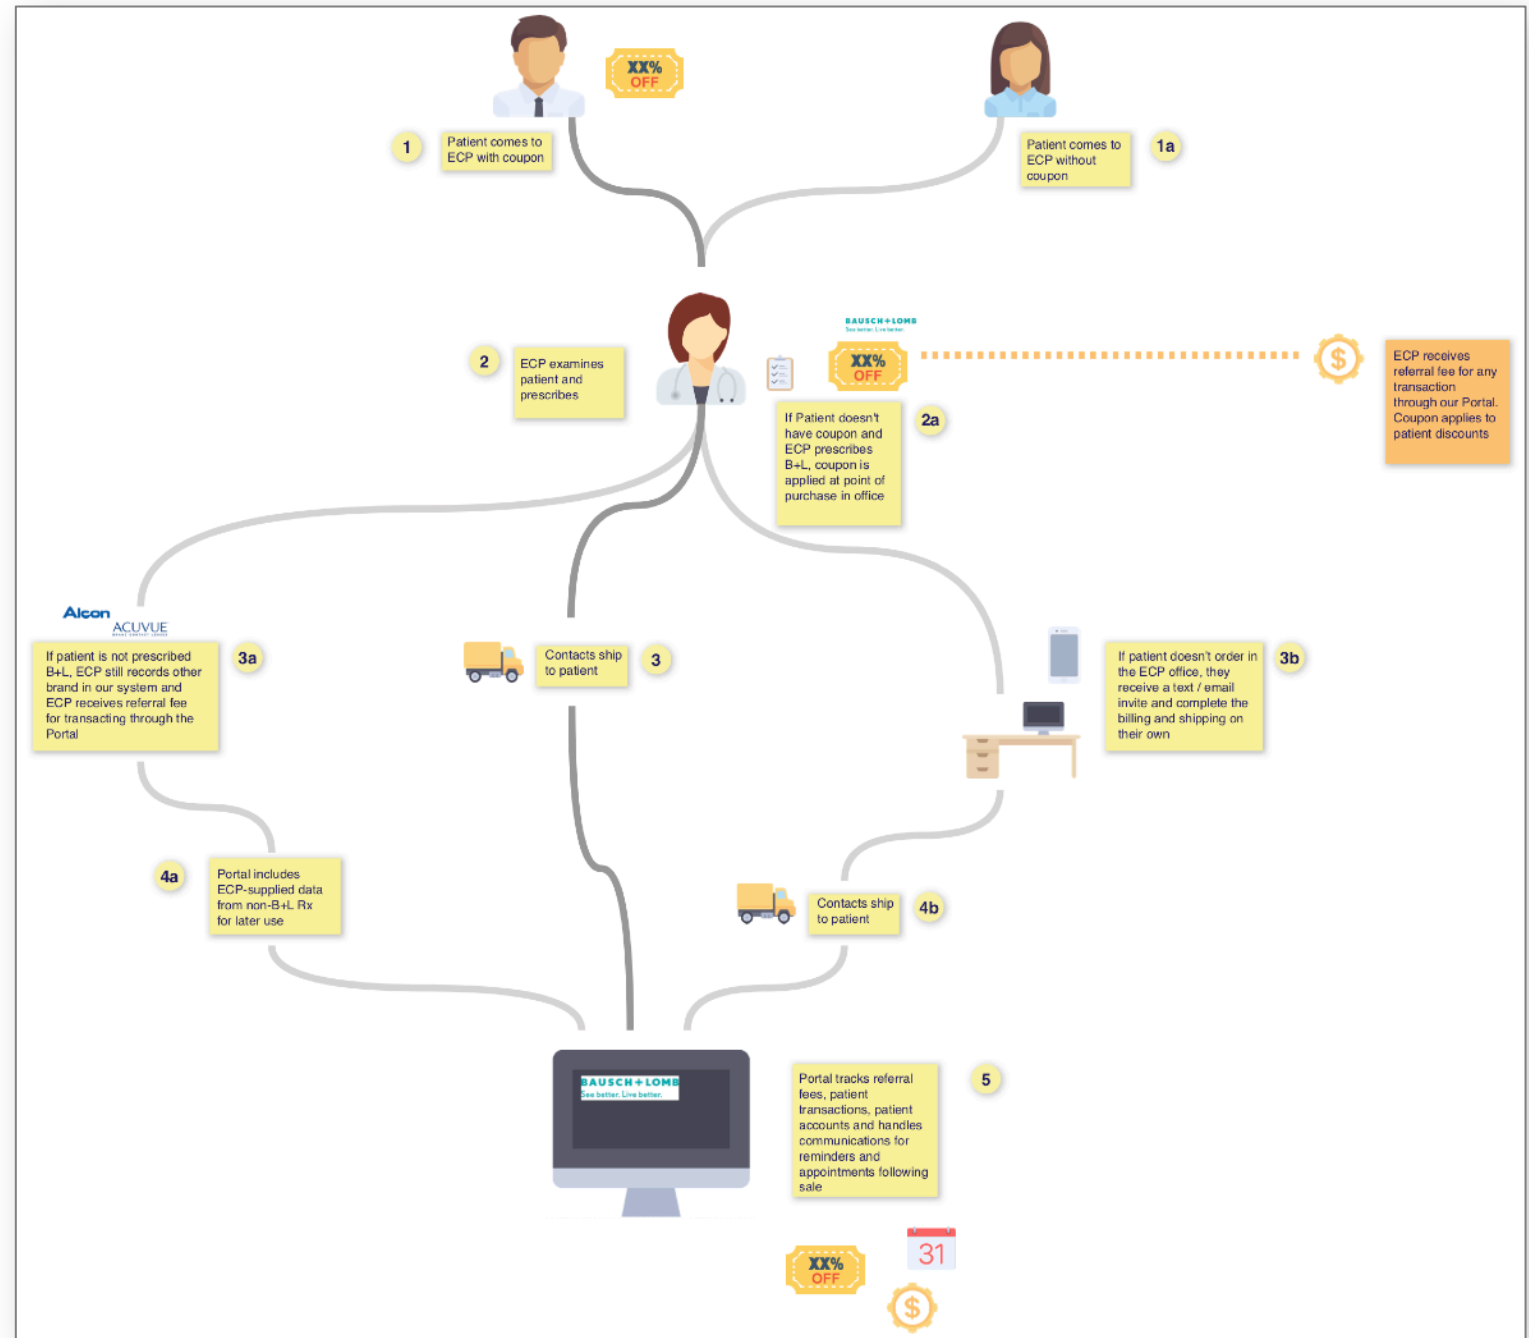 XX%
OFF
1
Patient comes to
ECP with coupon
Patient comes to
ECP without
coupon
1a
2
ECP examines
patient and
prescribes
BAUSCH + LOMB
See better. Live better.
XX%
OFF
If Patient doesn't
have coupon and
ECP prescribes
B+L, coupon is
applied at point of
purchase in office
2a
$
ECP receives
referral fee for any
transaction
through our Portal.
Coupon applies to
patient discounts
Alcon
ACUVUE
If patient is not prescribed
B+L, ECP still records other
brand in our system and
ECP receives referral fee
for transacting through the
Portal
3a
Contacts ship
to patient
3
If patient doesn't order in
the ECP office, they
receive a text / email
invite and complete the
billing and shipping on
their own
3b
4a
Portal includes
ECP-supplied data
from non-B+L Rx
for later use
Contacts ship
to patient
4b
BAUSCH + LOMB
See better. Live better.
Portal tracks referral
fees, patient
transactions, patient
accounts and handles
communications for
reminders and
appointments following
sale
5
XX%
OFF
31
$